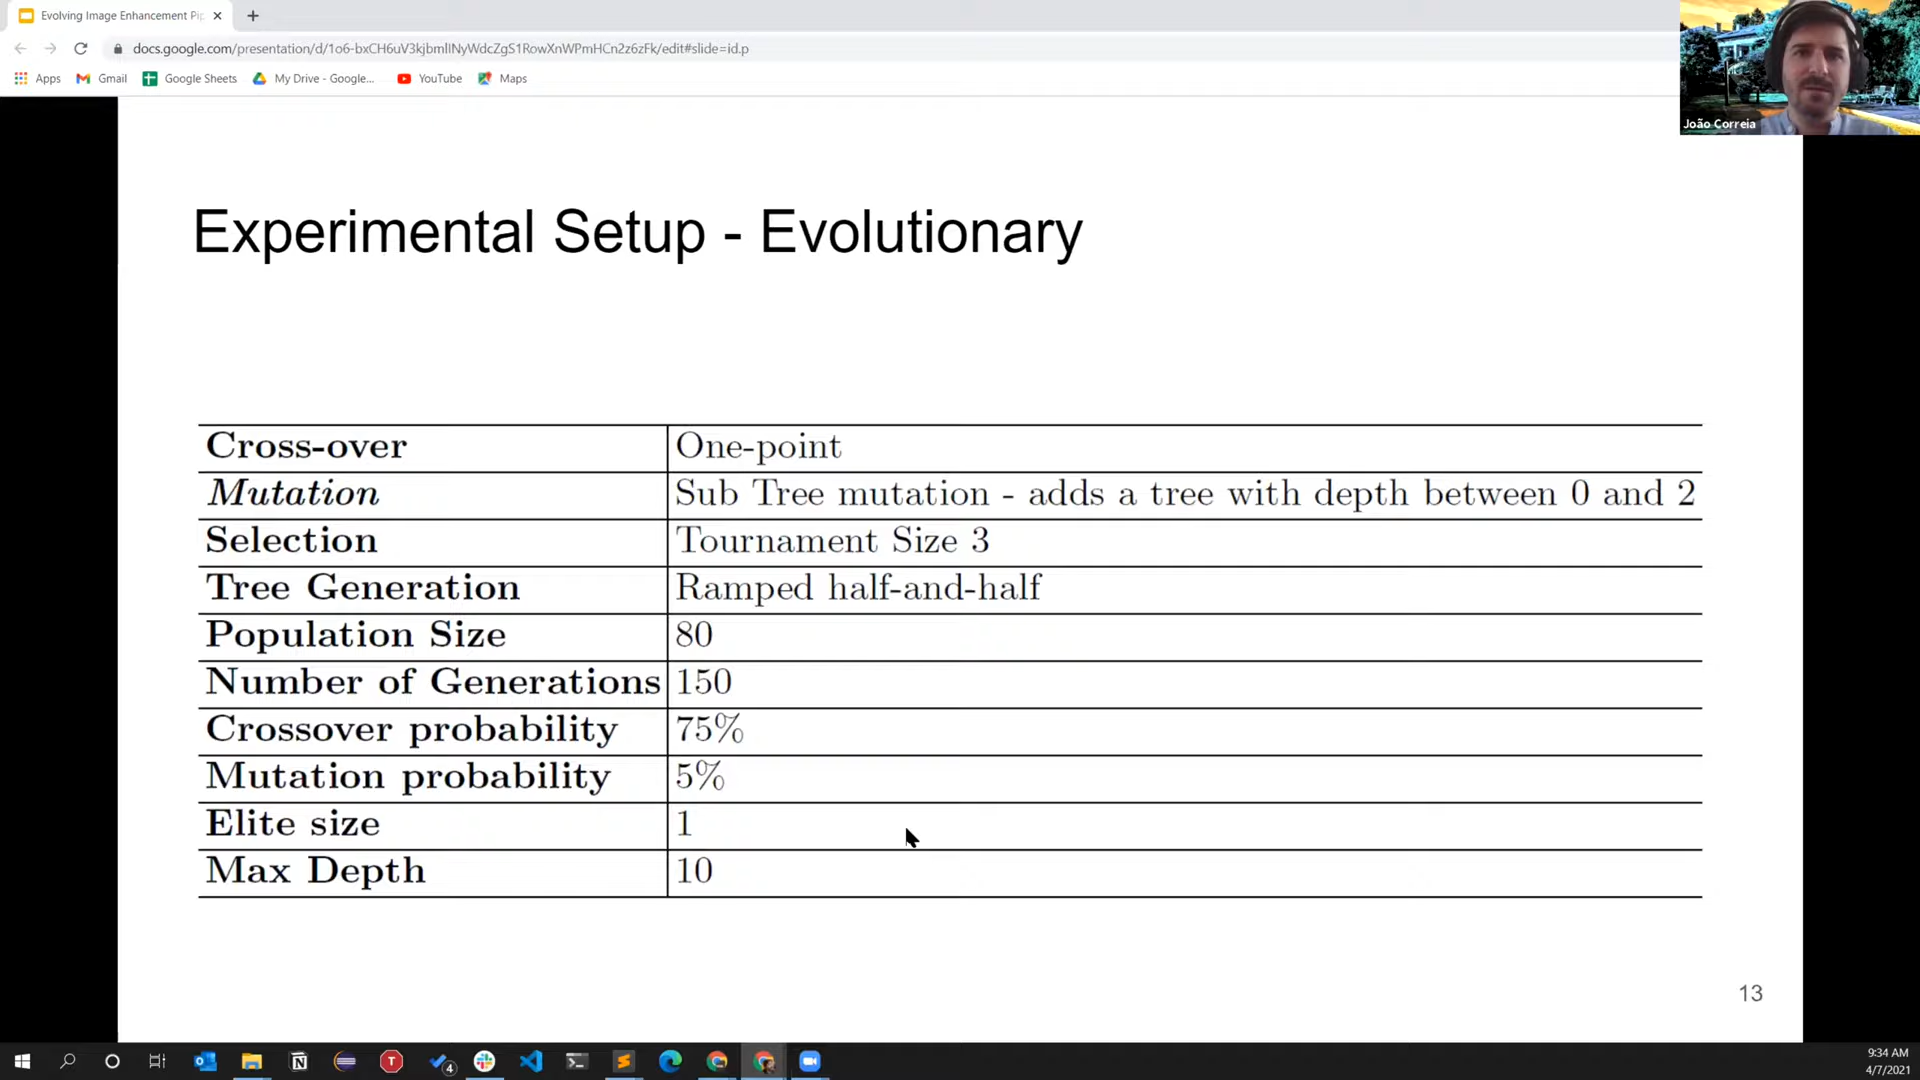 Evolving Image Enhancement Pip
docs.google.com/presentation/d/1o6-bxCH6uV3kjbmlINyWdcZgS1RowXnWPmHCn2z6zFk/edit#slide=id.p
Apps Gmail Google Sheets My Drive - Google... YouTube Maps
João Correia
Experimental Setup - Evolutionary
Cross-over One-point
Mutation Sub Tree mutation - adds a tree with depth between 0 and 2
Selection Tournament Size 3
Tree Generation Ramped half-and-half
Population Size 80
Number of Generations 150
Crossover probability 75%
Mutation probability 5%
Elite size 1
Max Depth 10
13
4
9:34 AM
4/7/2021